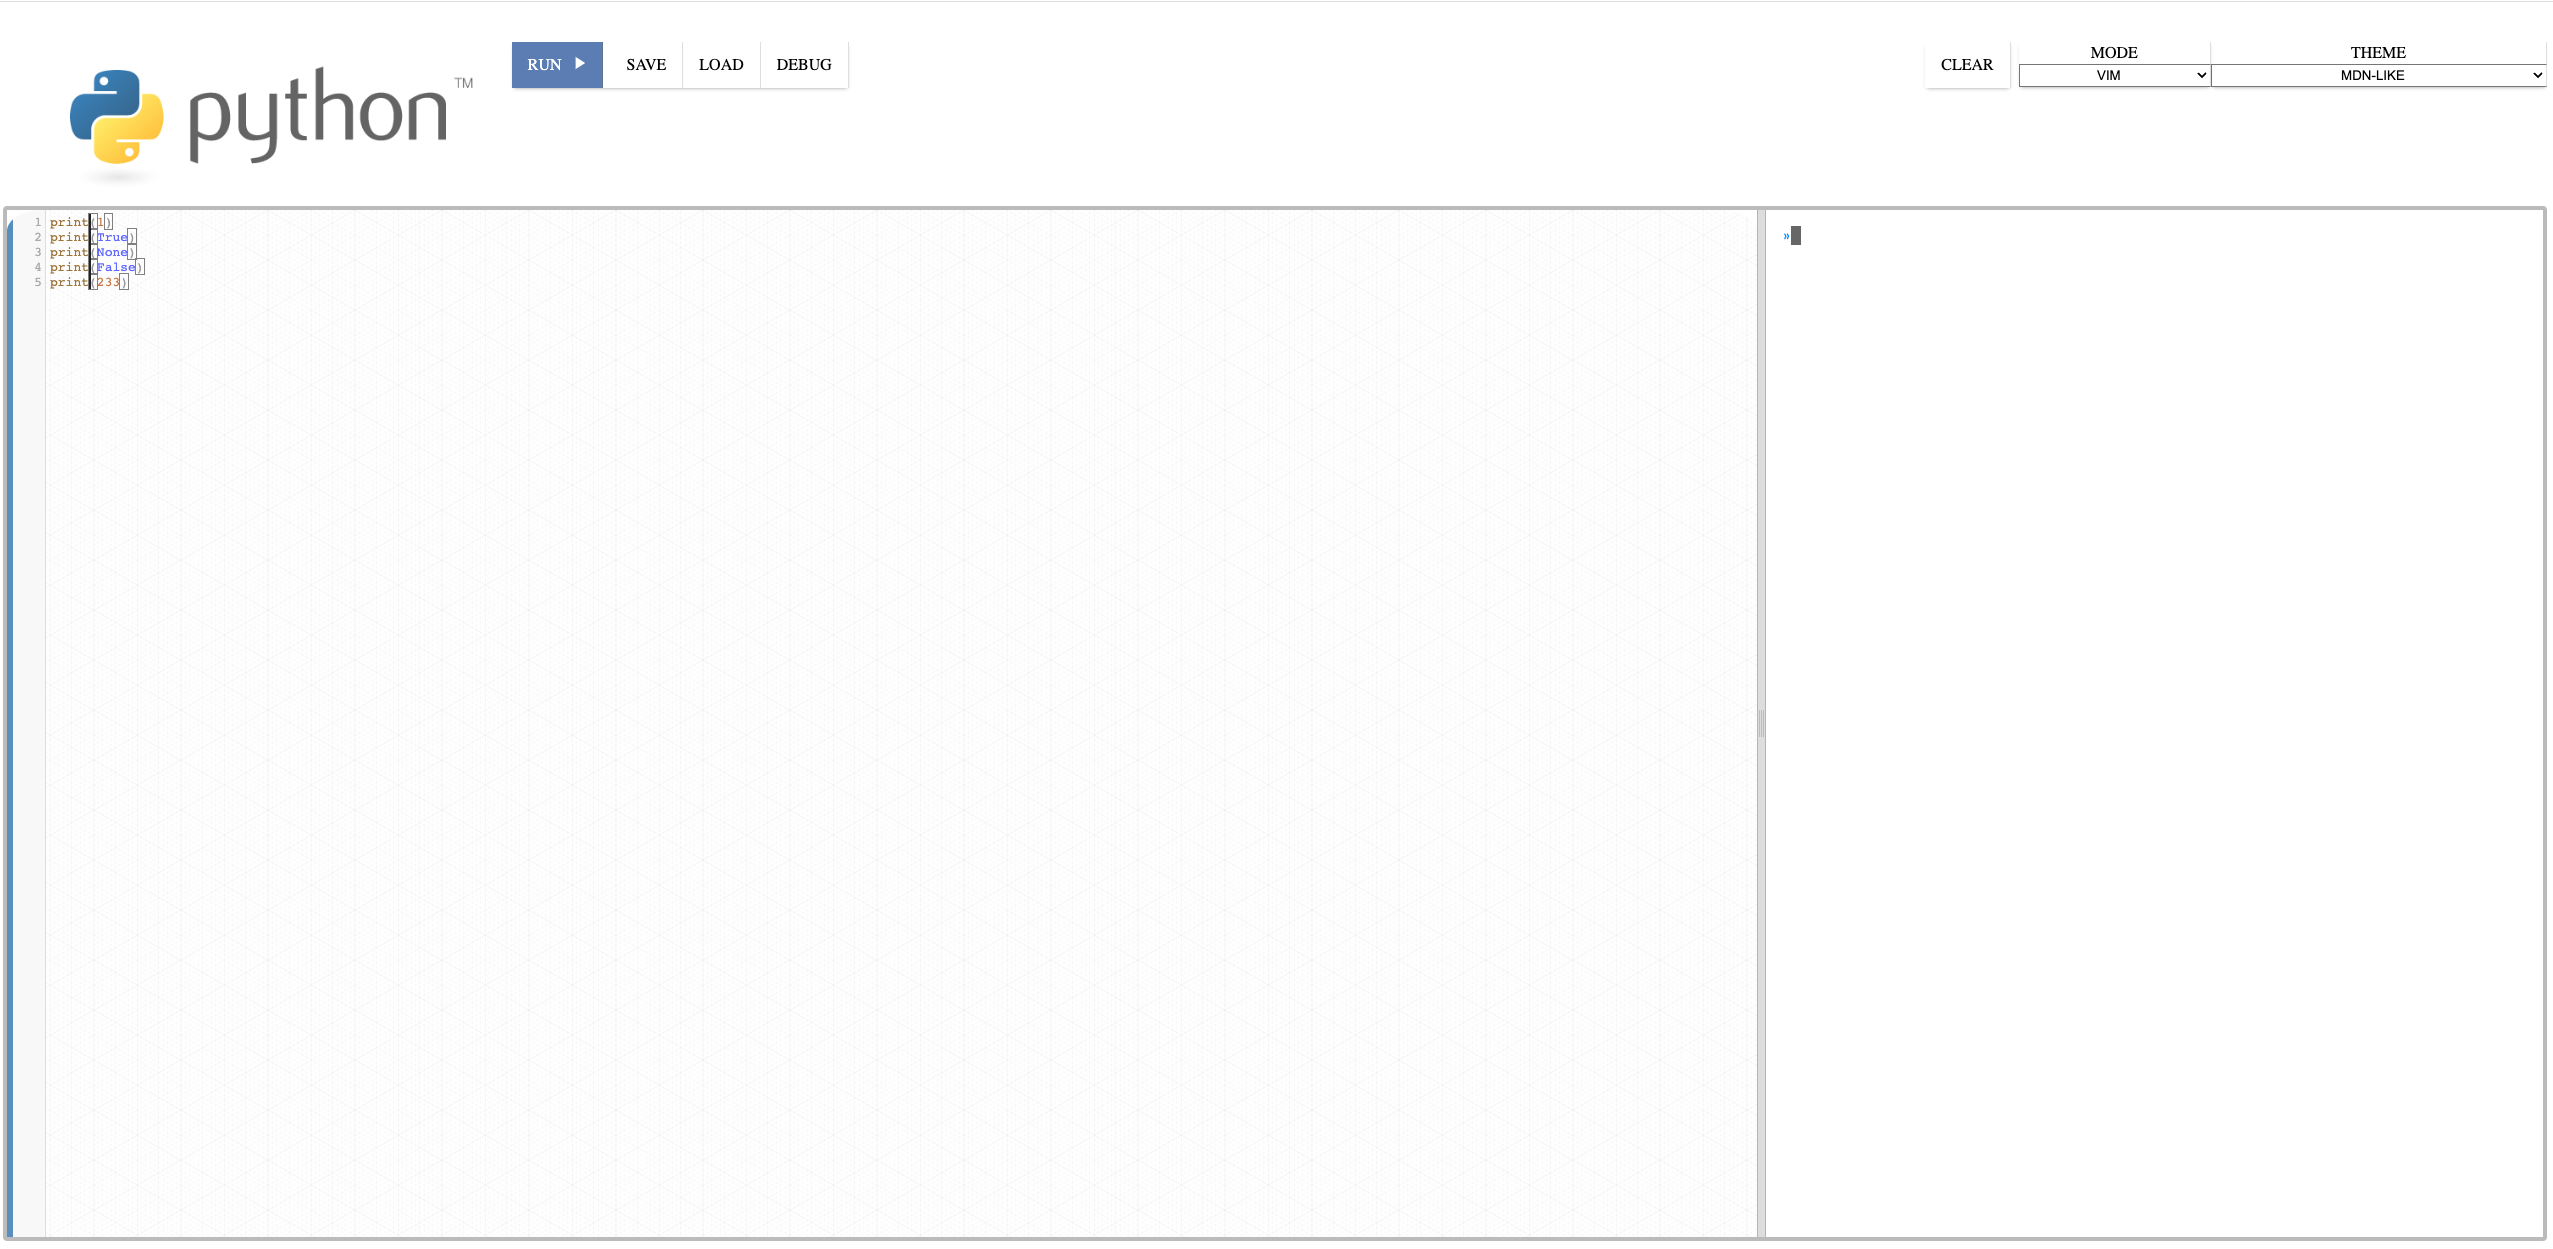 python™
RUN
SAVE
LOAD
DEBUG
CLEAR
MODE
VIM
THEME
MDN-LIKE
1 print(1)
2 print(True)
3 print(None)
4 print(False)
5 print(233)
»